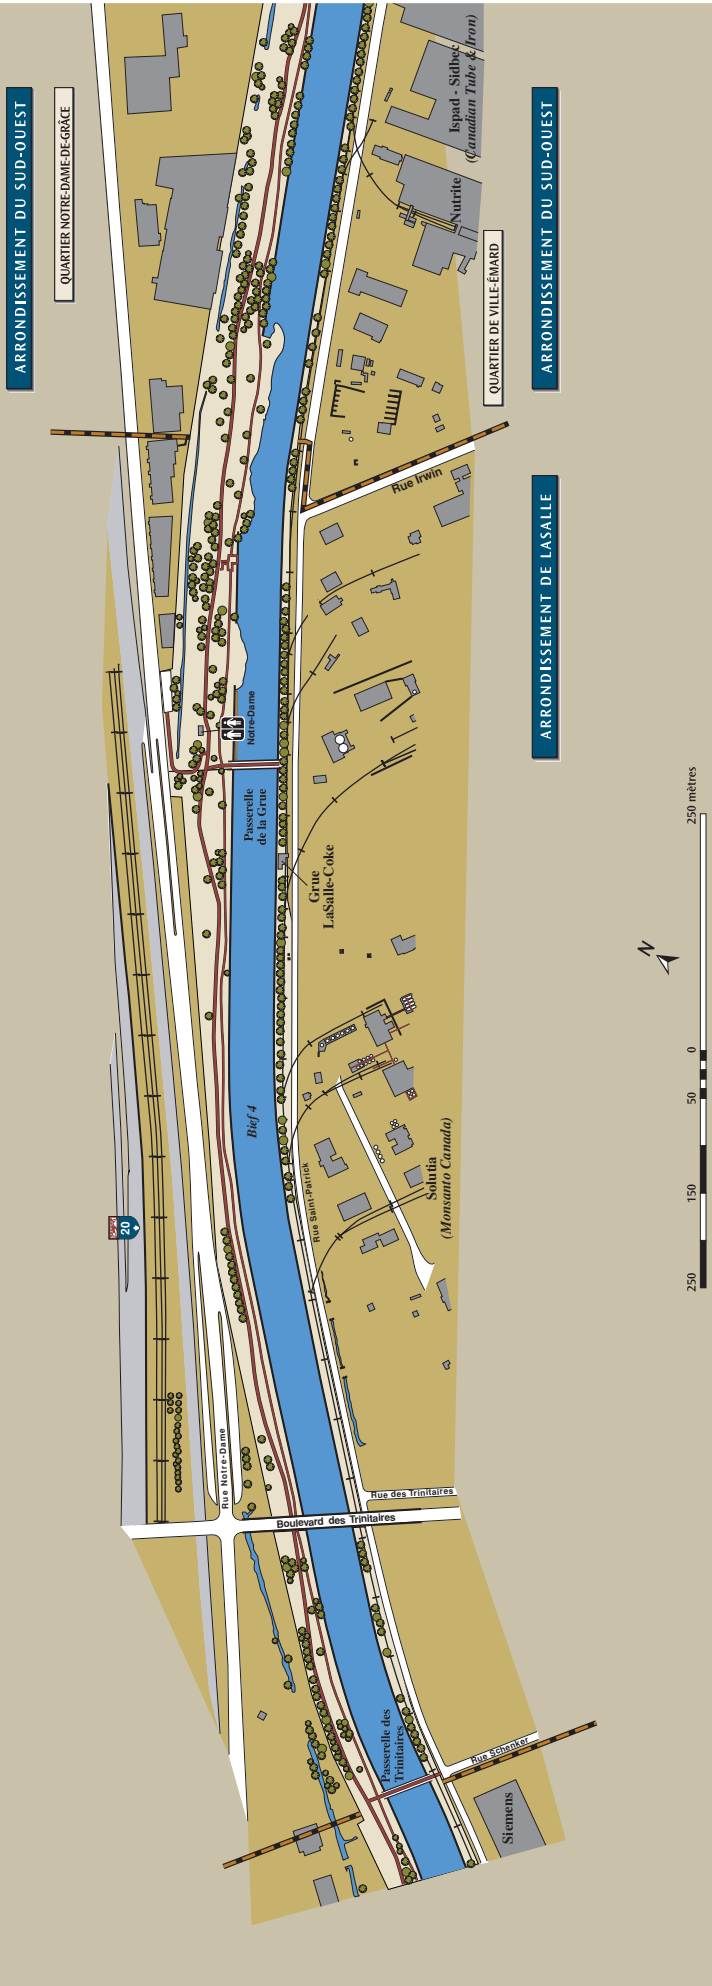 ARRONDISSEMENT DU SUD-OUEST
QUARTIER NOTRE-DAME-DE-GRÂCE
20
Rue Notre-Dame
Boulevard des Trinitaires
Rue des Trinitaires
Notre-Dame
Passerelle
de la Grue
Bief 4
Passerelle des
Trinitaires
Grue
LaSalle-Coke
Rue Saint-Patrick
Rue Irwin
Ispad - Sidbec
(Canadian Tube & Iron)
Nutrite
Solutia
(Monsanto Canada)
Rue Schenker
Siemens
QUARTIER DE VILLE-ÉMARD
ARRONDISSEMENT DU SUD-OUEST
ARRONDISSEMENT DE LASALLE
N
250
150
50
0
250 mètres